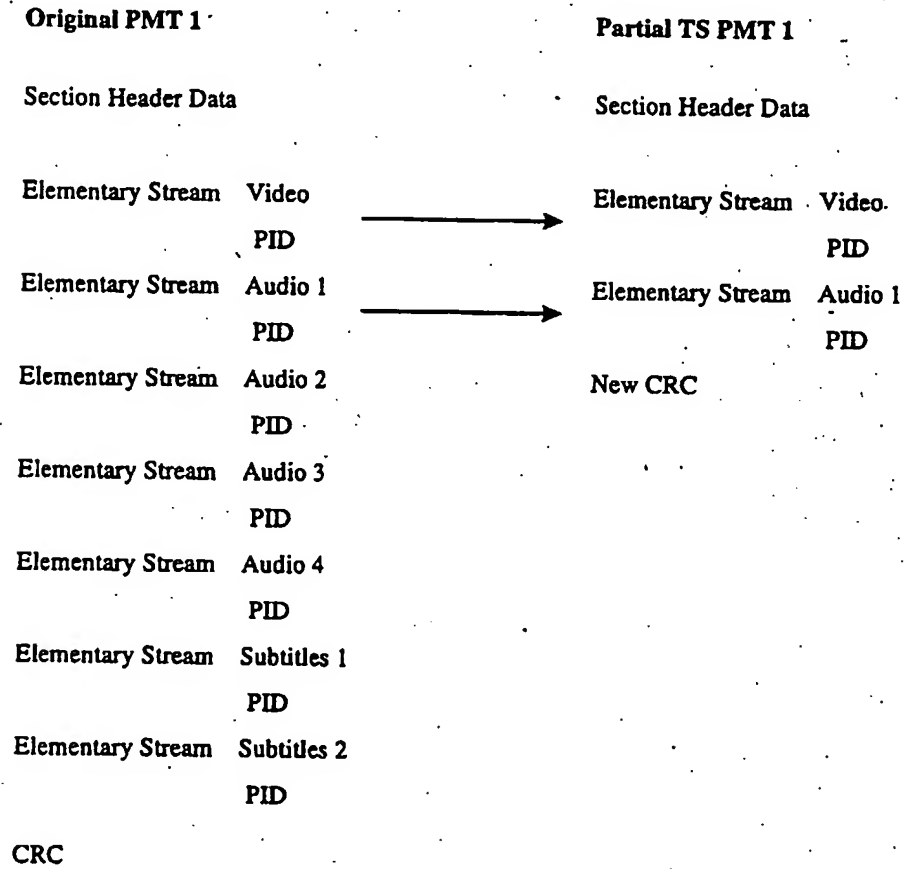 Original PMT 1
Section Header Data
Elementary Stream Video
PID
Elementary Stream Audio 1
PID
Elementary Stream Audio 2
PID
Elementary Stream Audio 3
PID
Elementary Stream Audio 4
PID
Elementary Stream Subtitles 1
PID
Elementary Stream Subtitles 2
PID
CRC
Partial TS PMT 1
Section Header Data
Elementary Stream Video
PID
Elementary Stream Audio 1
PID
New CRC